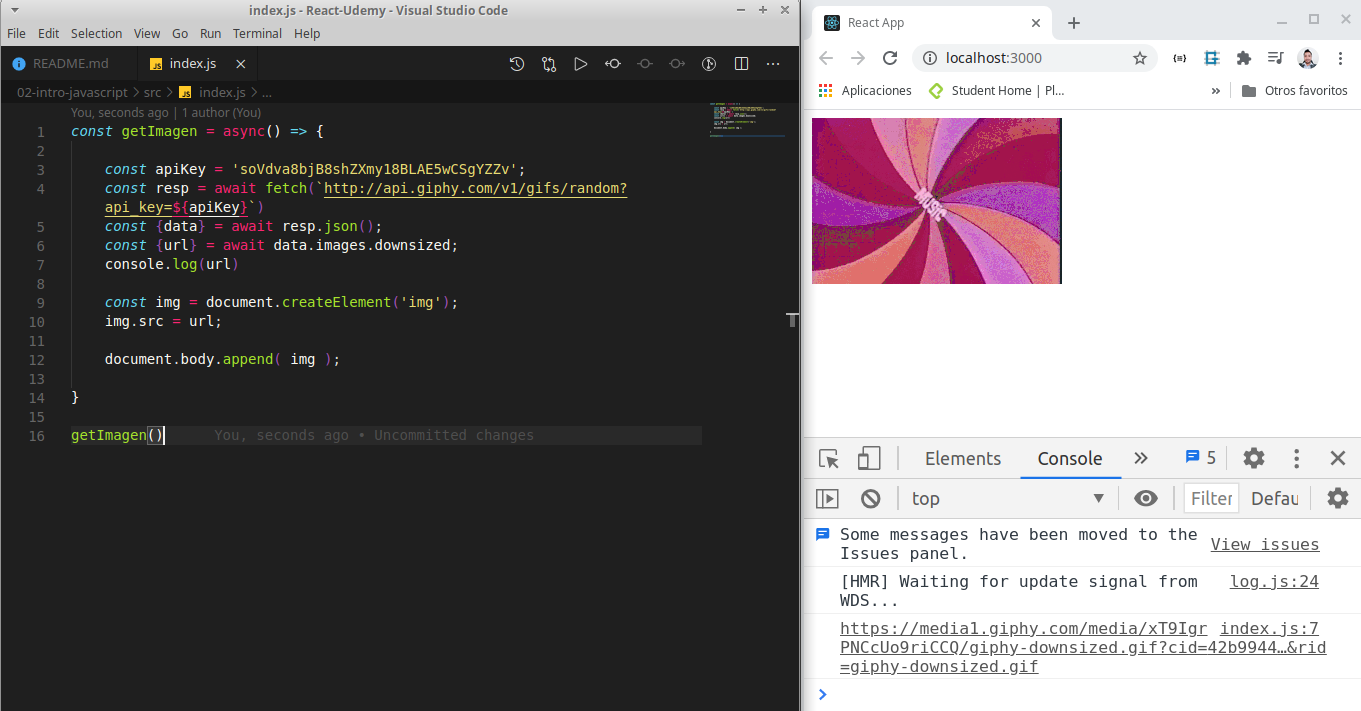 index.js - React-Udemy - Visual Studio Code
File Edit Selection View Go Run Terminal Help
README.md
JS index.js
02-intro-javascript > src > JS index.js > ...
You, seconds ago | 1 author (You)
1 const getImagen = async() => {
2
3 const apiKey = 'soVdva8bjB8shZXmy18BLAE5wCSgYZZv';
4 const resp = await fetch(`http://api.giphy.com/v1/gifs/random?
api_key=${apiKey}`)
5 const {data} = await resp.json();
6 const {url} = await data.images.downsized;
7 console.log(url)
8
9 const img = document.createElement('img');
10 img.src = url;
11
12 document.body.append( img );
13
14 }
15
16 getImagen() You, seconds ago • Uncommitted changes
React App
localhost:3000
Aplicaciones Student Home | Pl... » Otros favoritos
MUSIC
Elements Console 5
top Filter Defau
Some messages have been moved to the View issues
Issues panel.
[HMR] Waiting for update signal from log.js:24
WDS...
https://media1.giphy.com/media/xT9Igr index.js:7
PNCcUo9riCCQ/giphy-downsized.gif?cid=42b9944…&rid
=giphy-downsized.gif